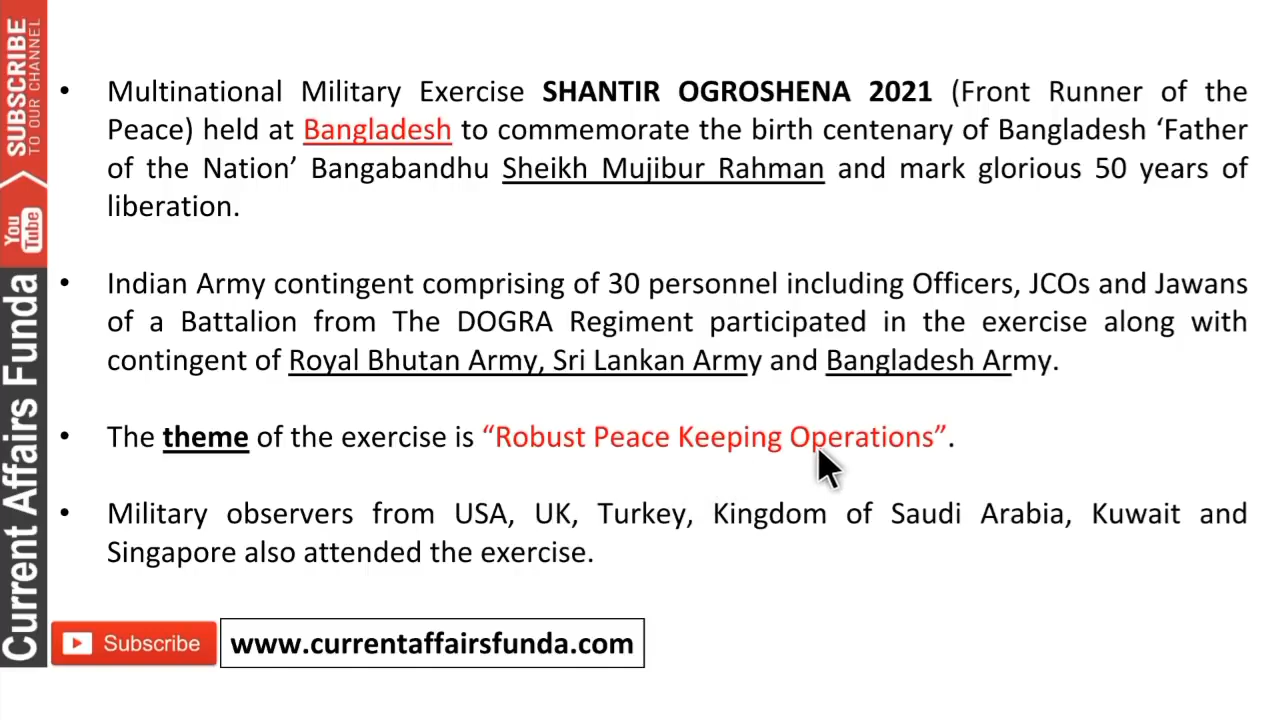 SUBSCRIBE
TO OUR CHANNEL
You
Tube
Current Affairs Funda
• Multinational Military Exercise SHANTIR OGROSHENA 2021 (Front Runner of the
Peace) held at Bangladesh to commemorate the birth centenary of Bangladesh ‘Father
of the Nation’ Bangabandhu Sheikh Mujibur Rahman and mark glorious 50 years of
liberation.
• Indian Army contingent comprising of 30 personnel including Officers, JCOs and Jawans
of a Battalion from The DOGRA Regiment participated in the exercise along with
contingent of Royal Bhutan Army, Sri Lankan Army and Bangladesh Army.
• The theme of the exercise is “Robust Peace Keeping Operations”.
• Military observers from USA, UK, Turkey, Kingdom of Saudi Arabia, Kuwait and
Singapore also attended the exercise.
Subscribe
www.currentaffairsfunda.com